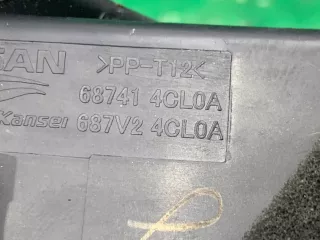 SAN >PP-T12<
68741 4CL0A
Kansei 687V2 4CL0A